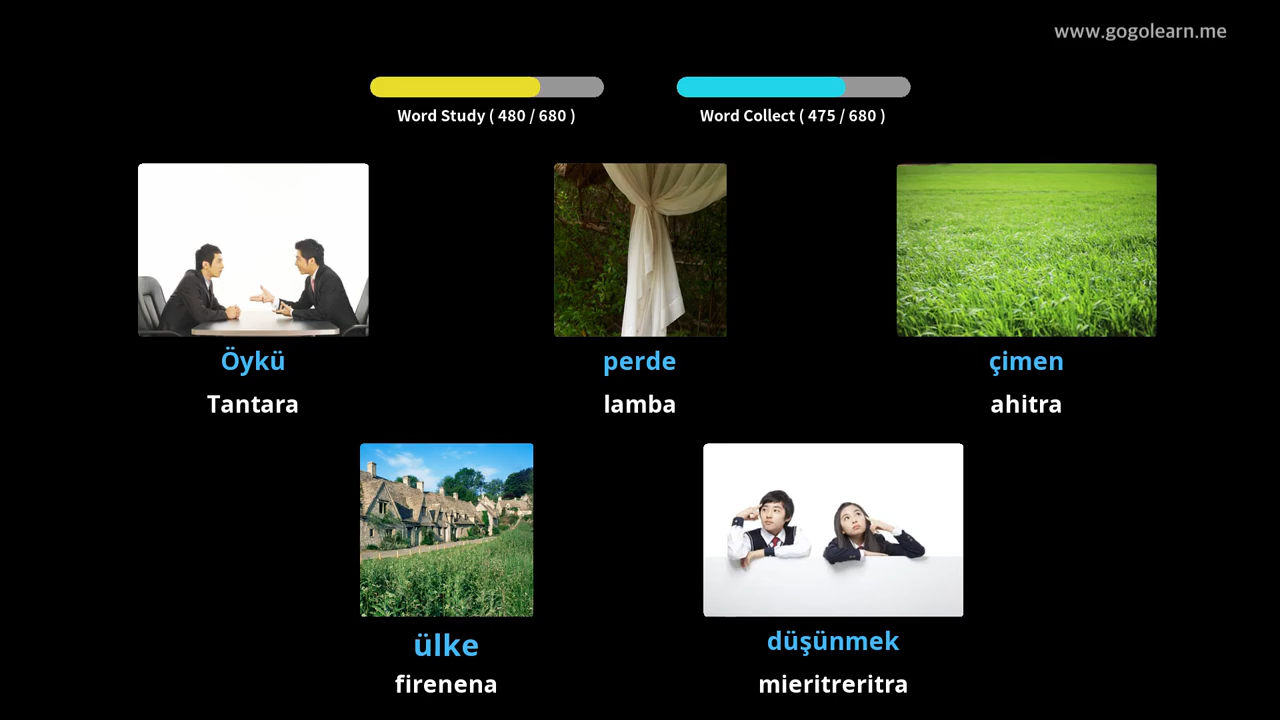 www.gogolearn.me
Word Study ( 480 / 680 )
Word Collect ( 475 / 680 )
Öykü
Tantara
perde
lamba
çimen
ahitra
ülke
firenena
düşünmek
mieritreritra